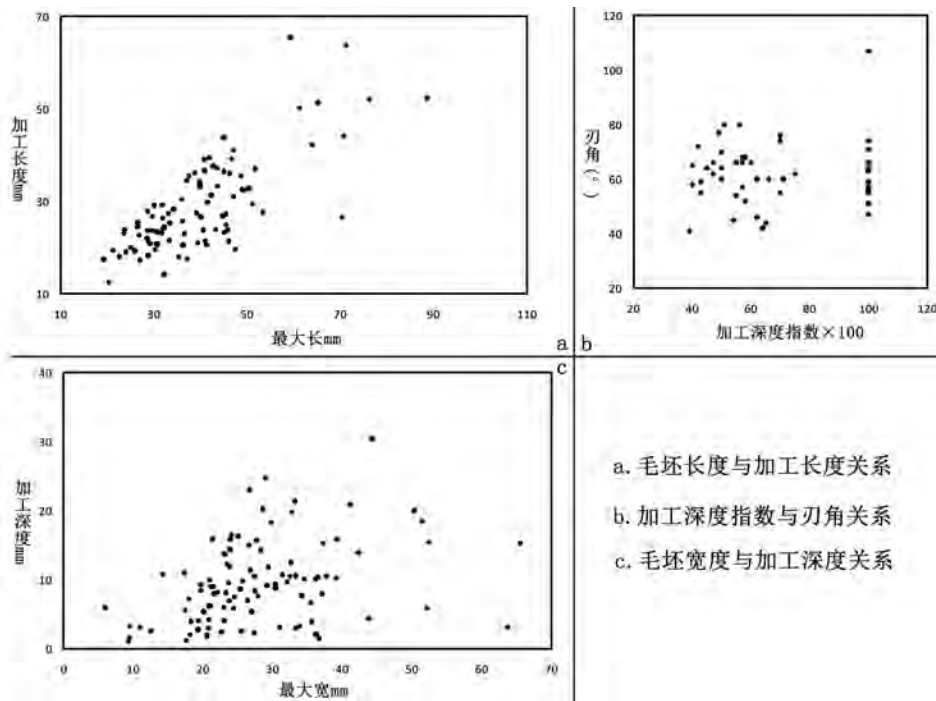 70
50
30
10
加工长度mm
10 30 50 70 90 110
最大长mm
a
120
100
80
60
40
20
刃角(°)
20 40 60 80 100 120
加工深度指数×100
b
c
40
30
20
10
0
加工深度mm
0 10 20 30 40 50 60 70
最大宽mm
a. 毛坯长度与加工长度关系
b. 加工深度指数与刃角关系
c. 毛坯宽度与加工深度关系